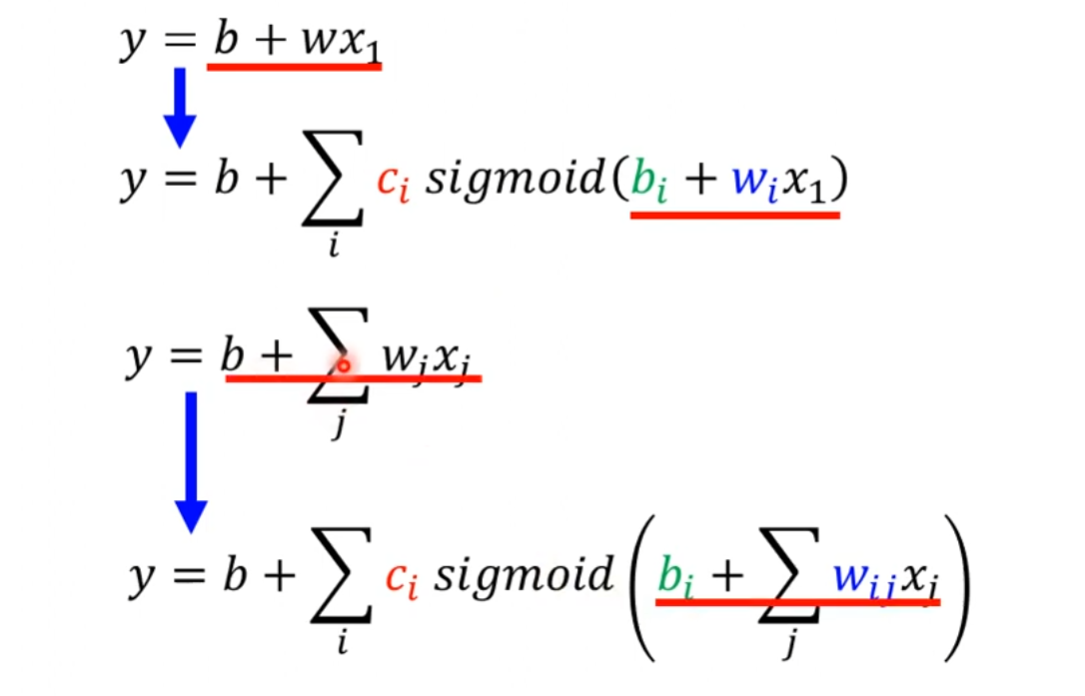 y = b + wx₁
y = b + ∑ᵢ cᵢ sigmoid(bᵢ + wᵢx₁)
y = b + ∑ⱼ wⱼxⱼ
y = b + ∑ᵢ cᵢ sigmoid(bᵢ + ∑ⱼ wᵢⱼxⱼ)